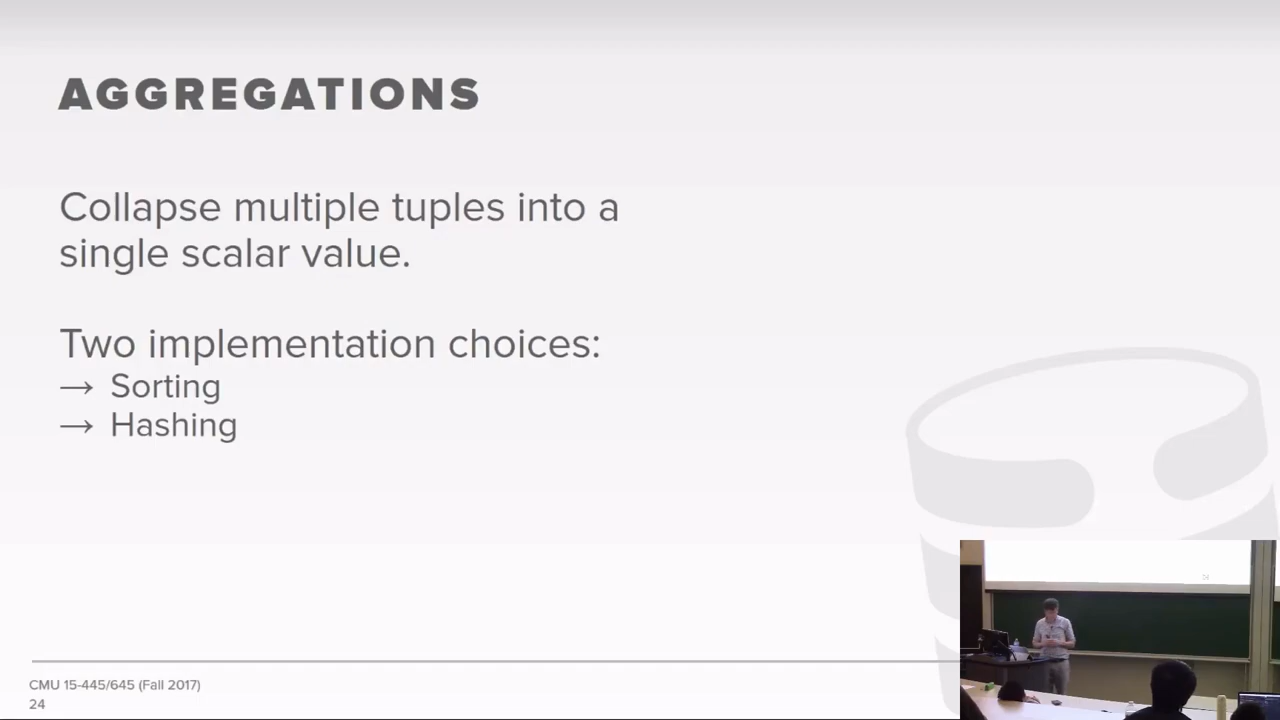 AGGREGATIONS
Collapse multiple tuples into a
single scalar value.
Two implementation choices:
→ Sorting
→ Hashing
CMU 15-445/645 (Fall 2017)
24